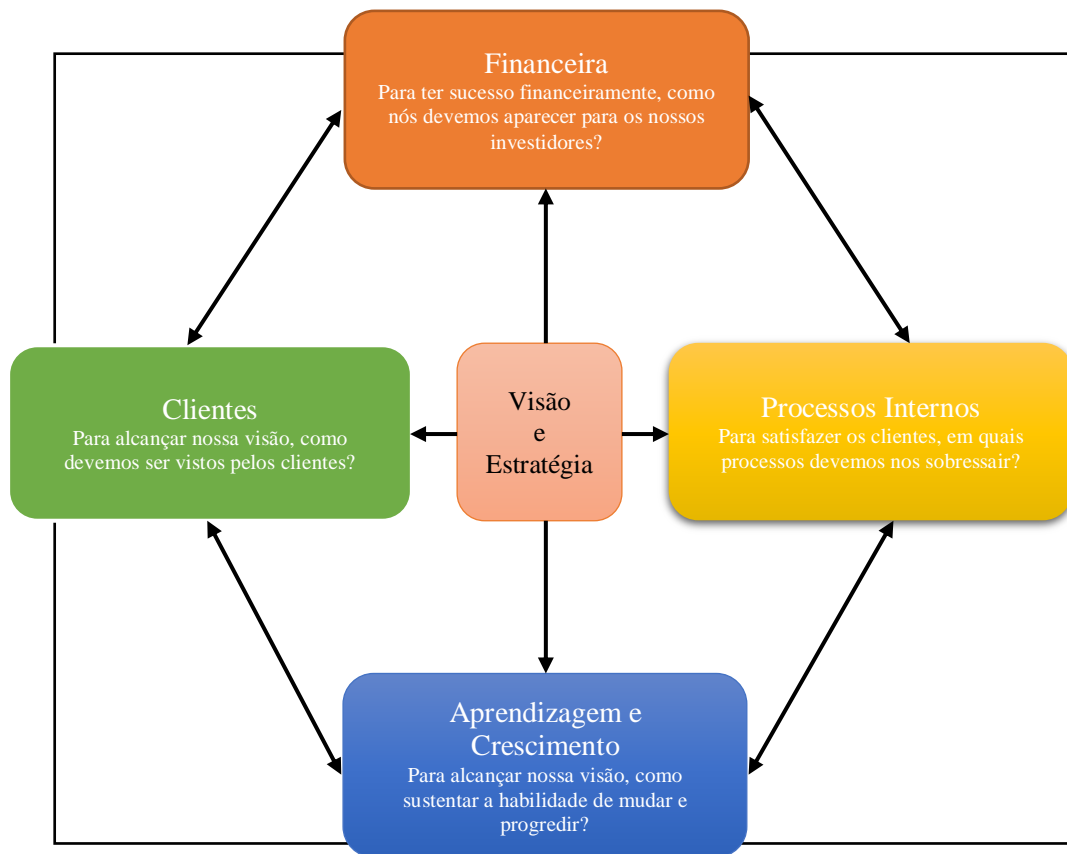 Financeira
Para ter sucesso financeiramente, como
nós devemos aparecer para os nossos
investidores?
Clientes
Para alcançar nossa visão, como
devemos ser vistos pelos clientes?
Visão
e
Estratégia
Processos Internos
Para satisfazer os clientes, em quais
processos devemos nos sobressair?
Aprendizagem e
Crescimento
Para alcançar nossa visão, como
sustentar a habilidade de mudar e
progredir?